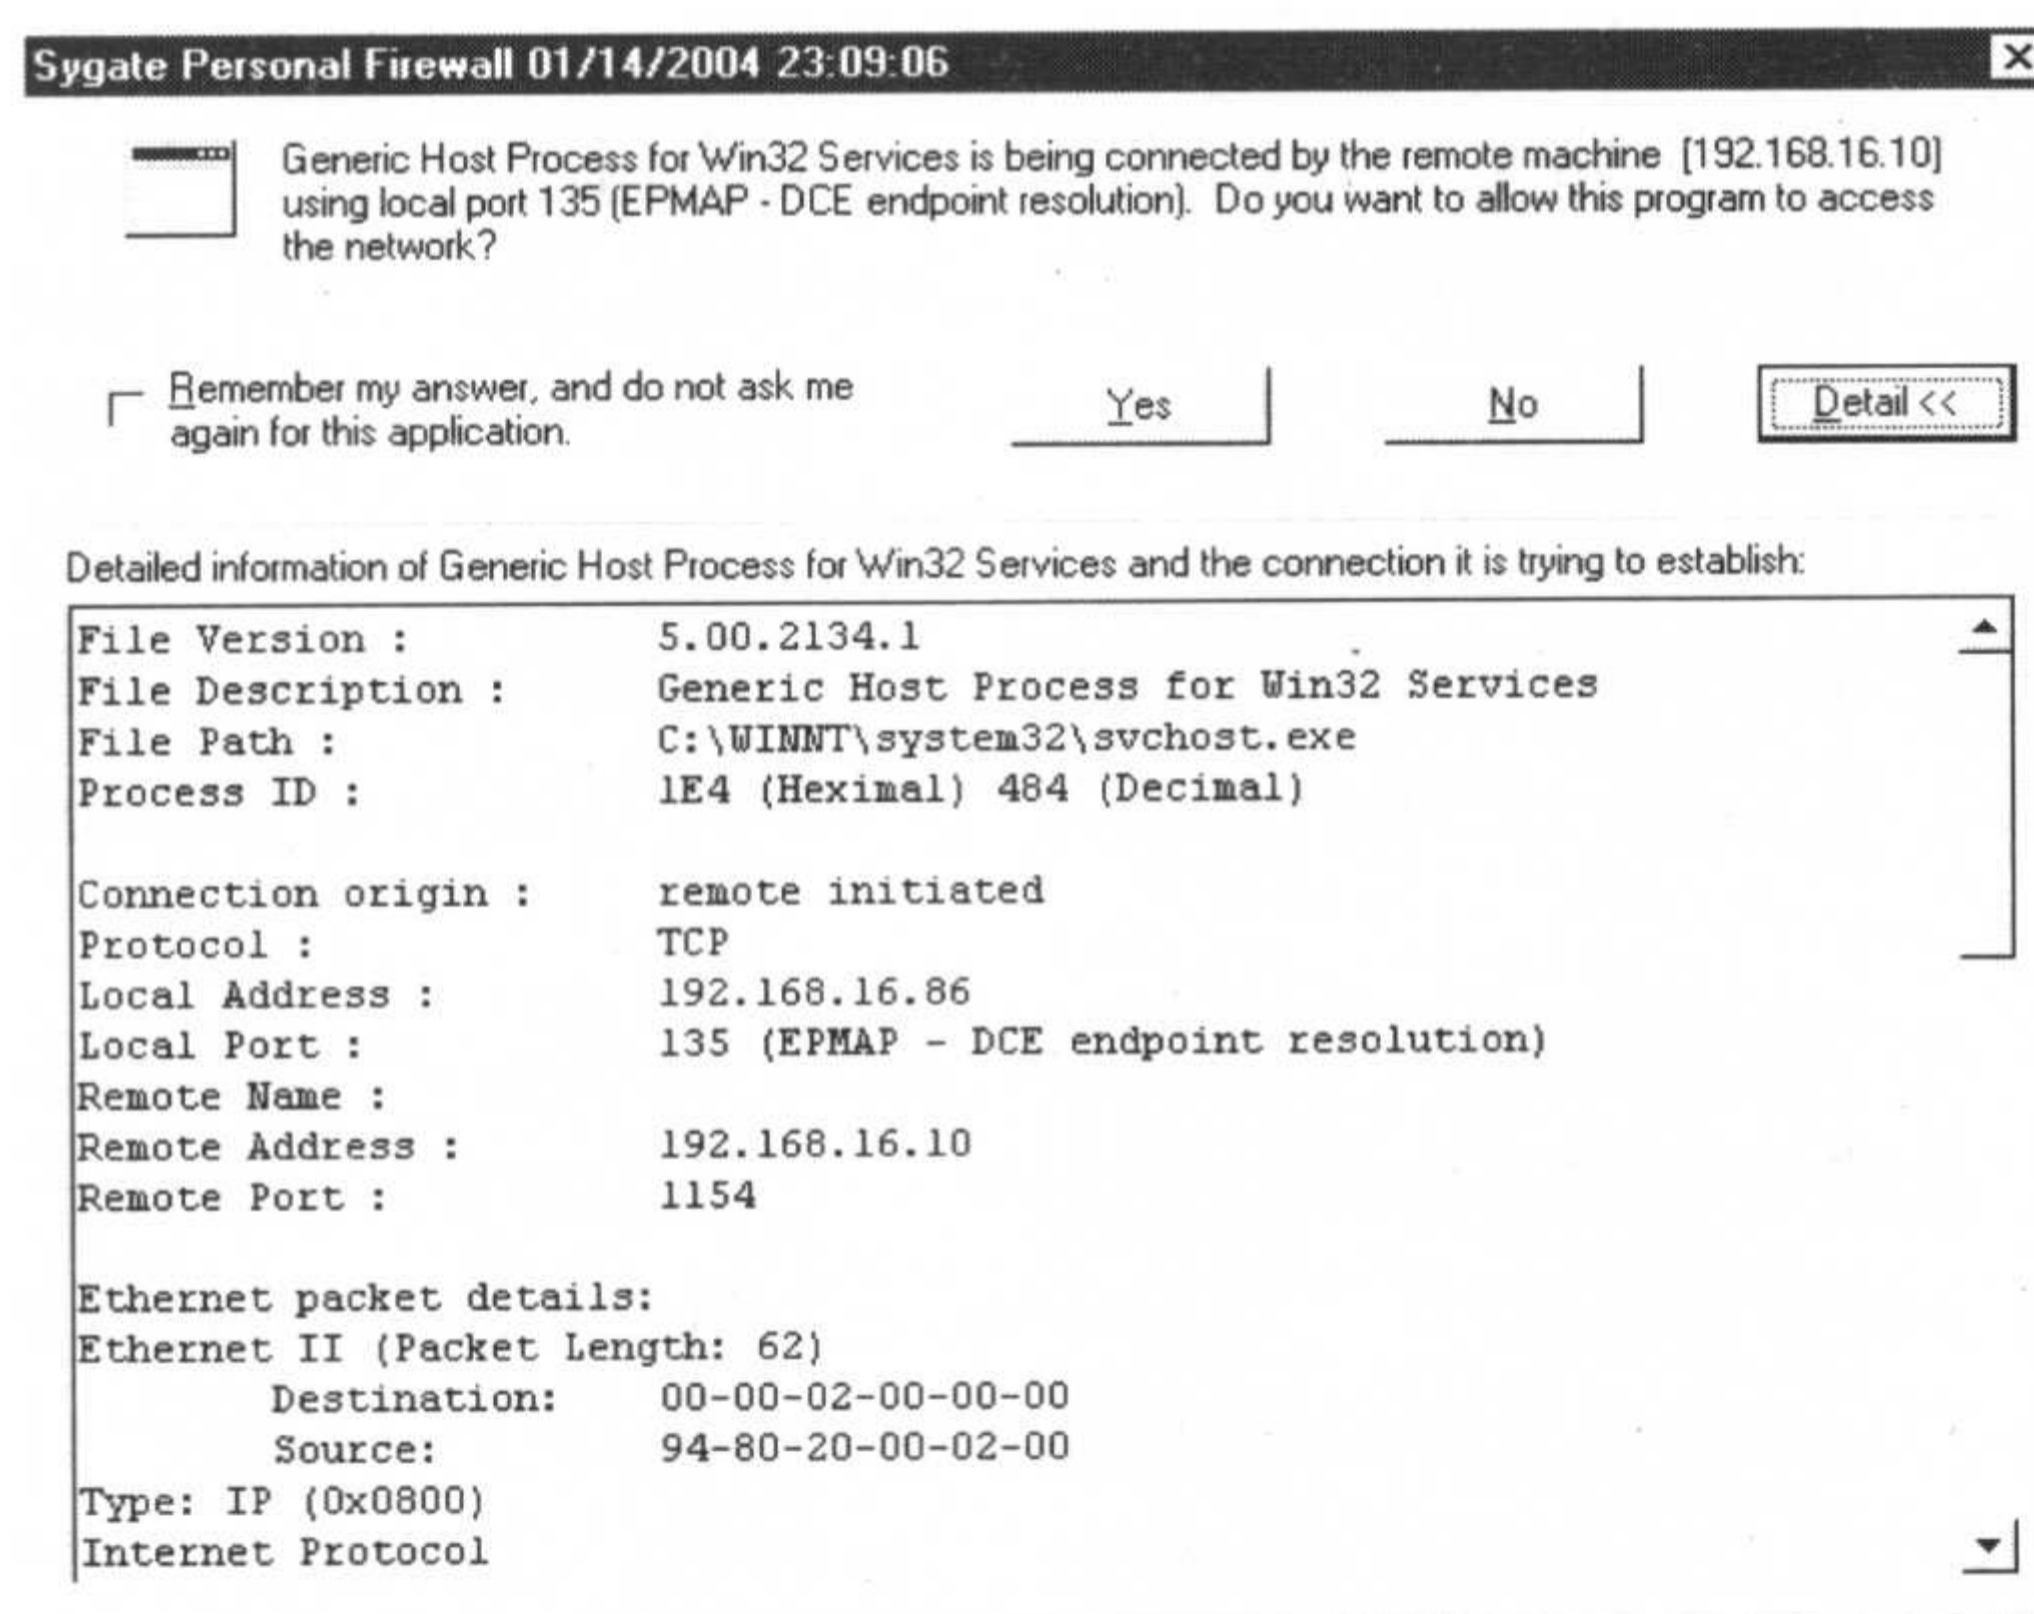 Sygate Personal Firewall 01/14/2004 23:09:06
Generic Host Process for Win32 Services is being connected by the remote machine [192.168.16.10]
using local port 135 (EPMAP - DCE endpoint resolution). Do you want to allow this program to access
the network?
Remember my answer, and do not ask me
again for this application.
Yes
No
Detail <<
Detailed information of Generic Host Process for Win32 Services and the connection it is trying to establish:
File Version : 5.00.2134.1
File Description : Generic Host Process for Win32 Services
File Path : C:\WINNT\system32\svchost.exe
Process ID : 1E4 (Heximal) 484 (Decimal)
Connection origin : remote initiated
Protocol : TCP
Local Address : 192.168.16.86
Local Port : 135 (EPMAP - DCE endpoint resolution)
Remote Name :
Remote Address : 192.168.16.10
Remote Port : 1154
Ethernet packet details:
Ethernet II (Packet Length: 62)
Destination: 00-00-02-00-00-00
Source: 94-80-20-00-02-00
Type: IP (0x0800)
Internet Protocol